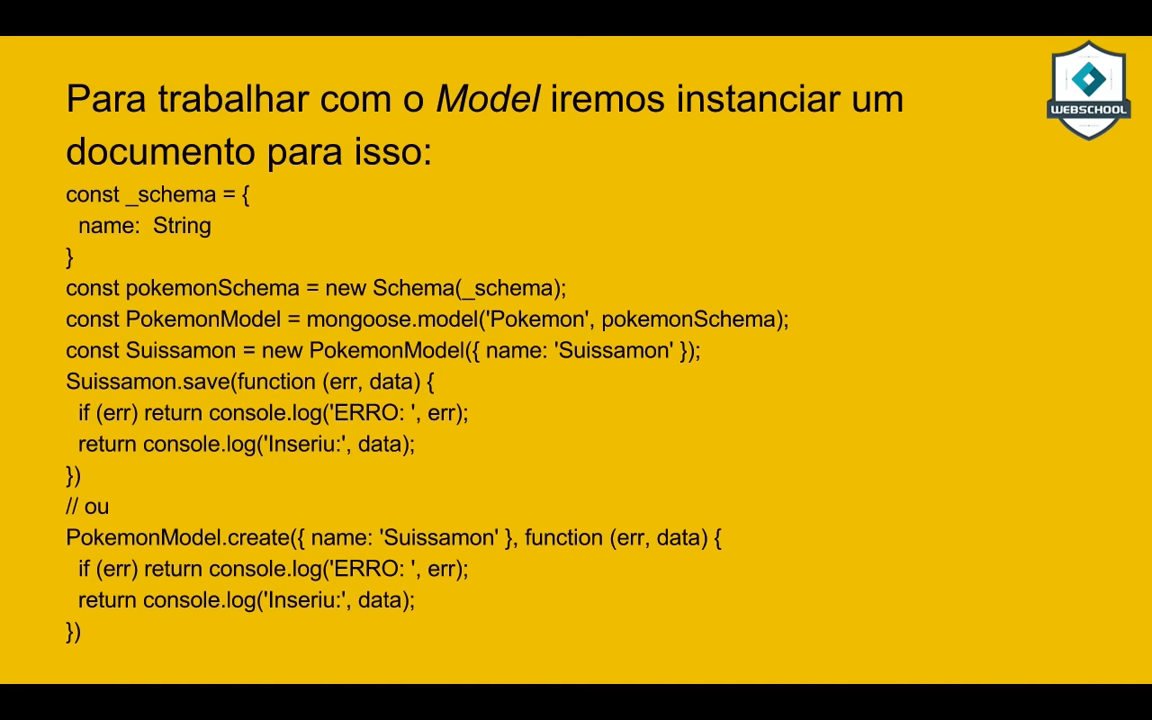 Para trabalhar com o Model iremos instanciar um
documento para isso:
const _schema = {
  name:  String
}
const pokemonSchema = new Schema(_schema);
const PokemonModel = mongoose.model('Pokemon', pokemonSchema);
const Suissamon = new PokemonModel({ name: 'Suissamon' });
Suissamon.save(function (err, data) {
  if (err) return console.log('ERRO: ', err);
  return console.log('Inseriu:', data);
})
// ou
PokemonModel.create({ name: 'Suissamon' }, function (err, data) {
  if (err) return console.log('ERRO: ', err);
  return console.log('Inseriu:', data);
})
WEBSCHOOL